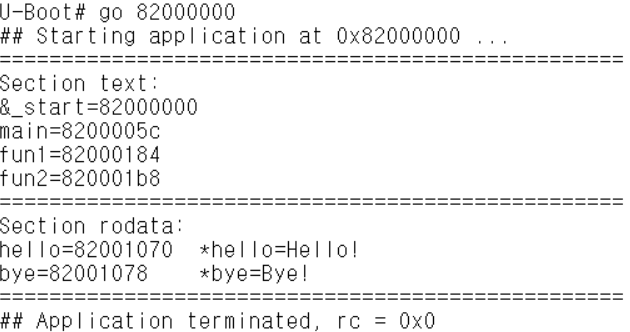 U-Boot# go 82000000
## Starting application at 0x82000000 ...
==================================================
Section text:
&_start=82000000
main=8200005c
fun1=82000184
fun2=820001b8
==================================================
Section rodata:
hello=82001070  *hello=Hello!
bye=82001078    *bye=Bye!
==================================================
## Application terminated, rc = 0x0